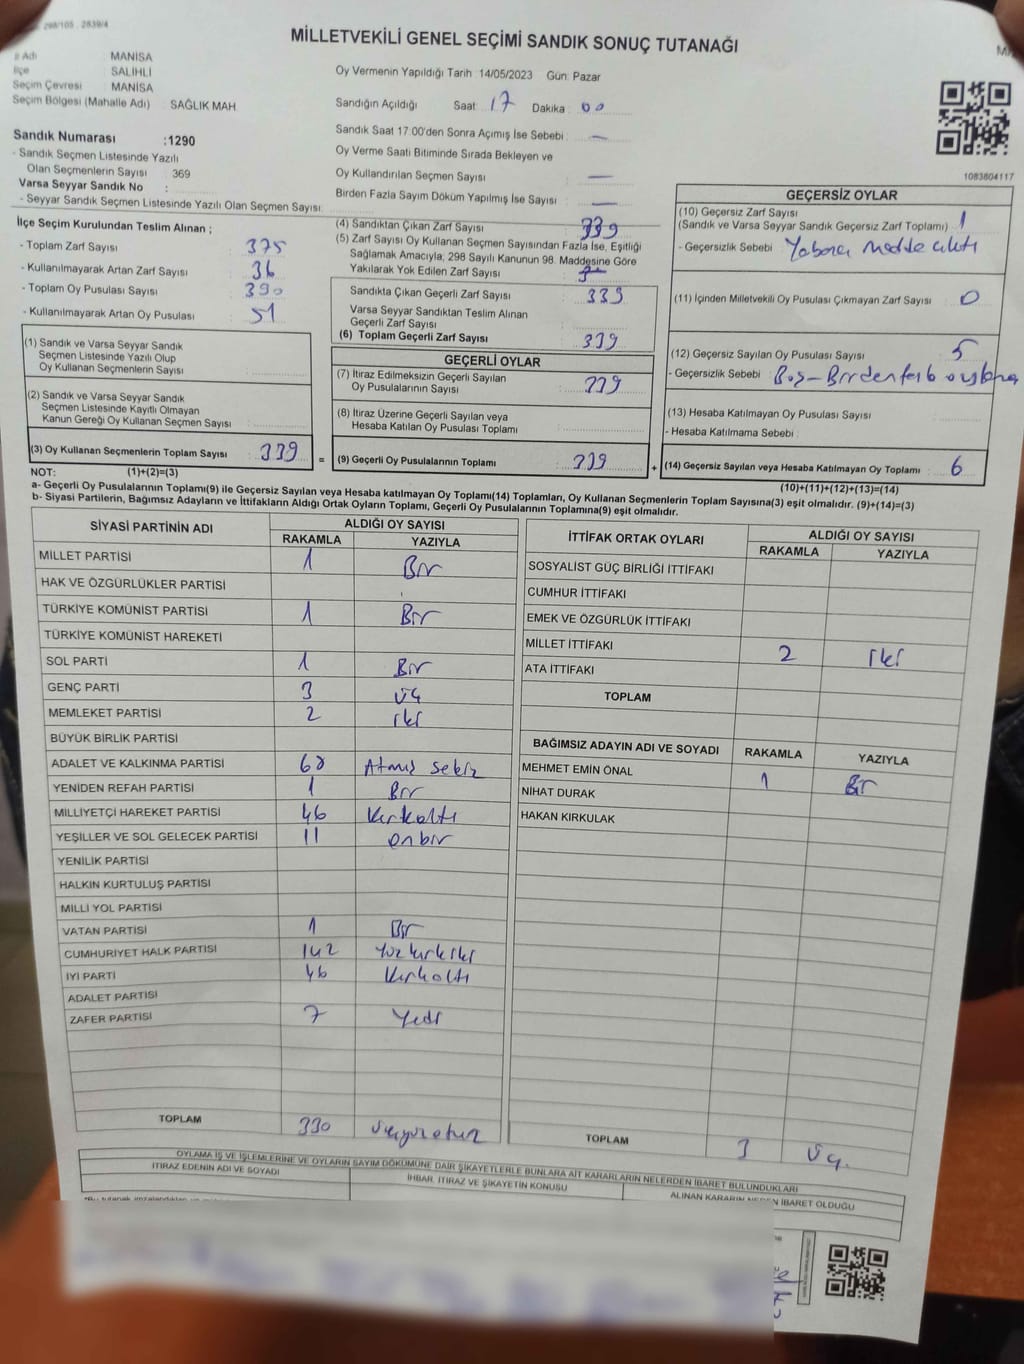 298/105 . 2839/4
MİLLETVEKİLİ GENEL SEÇİMİ SANDIK SONUÇ TUTANAĞI
İl Adı : MANİSA
İlçe : SALİHLİ
Seçim Çevresi : MANİSA
Seçim Bölgesi (Mahalle Adı) SAĞLIK MAH
Sandık Numarası :1290
- Sandık Seçmen Listesinde Yazılı
Olan Seçmenlerin Sayısı : 369
Varsa Seyyar Sandık No :
- Seyyar Sandık Seçmen Listesinde Yazılı Olan Seçmen Sayısı:
Oy Vermenin Yapıldığı Tarih 14/05/2023 Gün: Pazar
Sandığın Açıldığı Saat: 17 Dakika : 00
Sandık Saat 17.00'den Sonra Açımış İse Sebebi : —
Oy Verme Saati Bitiminde Sırada Bekleyen ve
Oy Kullandırılan Seçmen Sayısı : —
Birden Fazla Sayım Döküm Yapılmış İse Sayısı : —
1083804117
İlçe Seçim Kurulundan Teslim Alınan ;
- Toplam Zarf Sayısı : 375
- Kullanılmayarak Artan Zarf Sayısı : 36
- Toplam Oy Pusulası Sayısı : 390
- Kullanılmayarak Artan Oy Pusulası : 51
(1) Sandık ve Varsa Seyyar Sandık
Seçmen Listesinde Yazılı Olup
Oy Kullanan Seçmenlerin Sayısı :
(2) Sandık ve Varsa Seyyar Sandık
Seçmen Listesinde Kayıtlı Olmayan
Kanun Gereği Oy Kullanan Seçmen Sayısı :
(3) Oy Kullanan Seçmenlerin Toplam Sayısı : 339 =
(4) Sandıktan Çıkan Zarf Sayısı : 339
(5) Zarf Sayısı Oy Kullanan Seçmen Sayısından Fazla İse, Eşitliği
Sağlamak Amacıyla, 298 Sayılı Kanunun 98. Maddesine Göre
Yakılarak Yok Edilen Zarf Sayısı :
Sandıkta Çıkan Geçerli Zarf Sayısı : 339
Varsa Seyyar Sandıktan Teslim Alınan
Geçerli Zarf Sayısı :
(6) Toplam Geçerli Zarf Sayısı : 339
GEÇERLİ OYLAR
(7) İtiraz Edilmeksizin Geçerli Sayılan
Oy Pusulalarının Sayısı : 339
(8) İtiraz Üzerine Geçerli Sayılan veya
Hesaba Katılan Oy Pusulası Toplamı :
(9) Geçerli Oy Pusulalarının Toplamı : 339 +
GEÇERSİZ OYLAR
(10) Geçersiz Zarf Sayısı
(Sandık ve Varsa Seyyar Sandık Geçersiz Zarf Toplamı) : 1
- Geçersizlik Sebebi : Yabancı madde çıktı
(11) İçinden Milletvekili Oy Pusulası Çıkmayan Zarf Sayısı : 0
(12) Geçersiz Sayılan Oy Pusulası Sayısı : 5
- Geçersizlik Sebebi : Boş-Birden
(13) Hesaba Katılmayan Oy Pusulası Sayısı :
- Hesaba Katılmama Sebebi :
(14) Geçersiz Sayılan veya Hesaba Katılmayan Oy Toplamı : 6
NOT: (1)+(2)=(3)
(10)+(11)+(12)+(13)=(14)
a- Geçerli Oy Pusulalarının Toplamı(9) ile Geçersiz Sayılan veya Hesaba katılmayan Oy Toplamı(14) Toplamları, Oy Kullanan Seçmenlerin Toplam Sayısına(3) eşit olmalıdır. (9)+(14)=(3)
b- Siyasi Partilerin, Bağımsız Adayların ve İttifakların Aldığı Ortak Oyların Toplamı, Geçerli Oy Pusulalarının Toplamına(9) eşit olmalıdır.
SİYASİ PARTİNİN ADI ALDIĞI OY SAYISI
RAKAMLA YAZIYLA
MİLLET PARTİSİ 1 Bir
HAK VE ÖZGÜRLÜKLER PARTİSİ
TÜRKİYE KOMÜNİST PARTİSİ 1 Bir
TÜRKİYE KOMÜNİST HAREKETİ
SOL PARTİ 1 Bir
GENÇ PARTİ 3 üç
MEMLEKET PARTİSİ 2 iki
BÜYÜK BİRLİK PARTİSİ
ADALET VE KALKINMA PARTİSİ 68 Atmış sekiz
YENİDEN REFAH PARTİSİ 1 Bir
MİLLİYETÇİ HAREKET PARTİSİ 46 Kırkaltı
YEŞİLLER VE SOL GELECEK PARTİSİ 11 onbir
YENİLİK PARTİSİ
HALKIN KURTULUŞ PARTİSİ
MİLLİ YOL PARTİSİ
VATAN PARTİSİ 1 Bir
CUMHURİYET HALK PARTİSİ 142 Yüz kırk iki
İYİ PARTİ 46 Kırkaltı
ADALET PARTİSİ
ZAFER PARTİSİ 7 Yedi
TOPLAM 330 üçyüzotuz
İTTİFAK ORTAK OYLARI ALDIĞI OY SAYISI
RAKAMLA YAZIYLA
SOSYALİST GÜÇ BİRLİĞİ İTTİFAKI
CUMHUR İTTİFAKI
EMEK VE ÖZGÜRLÜK İTTİFAKI
MİLLET İTTİFAKI 2 iki
ATA İTTİFAKI
TOPLAM
BAĞIMSIZ ADAYIN ADI VE SOYADI RAKAMLA YAZIYLA
MEHMET EMİN ÖNAL 1 Bir
NİHAT DURAK
HAKAN KIRKULAK
TOPLAM 3 üç.
OYLAMA İŞ VE İŞLEMLERİNE VE OYLARIN SAYIM DÖKÜMÜNE DAİR ŞİKAYETLERLE BUNLARA AİT KARARLARIN NELERDEN İBARET BULUNDUKLARI
İTİRAZ EDENİN ADI VE SOYADI İHBAR, İTİRAZ VE ŞİKAYETİN KONUSU ALINAN KARARIN NEDEN İBARET OLDUĞU